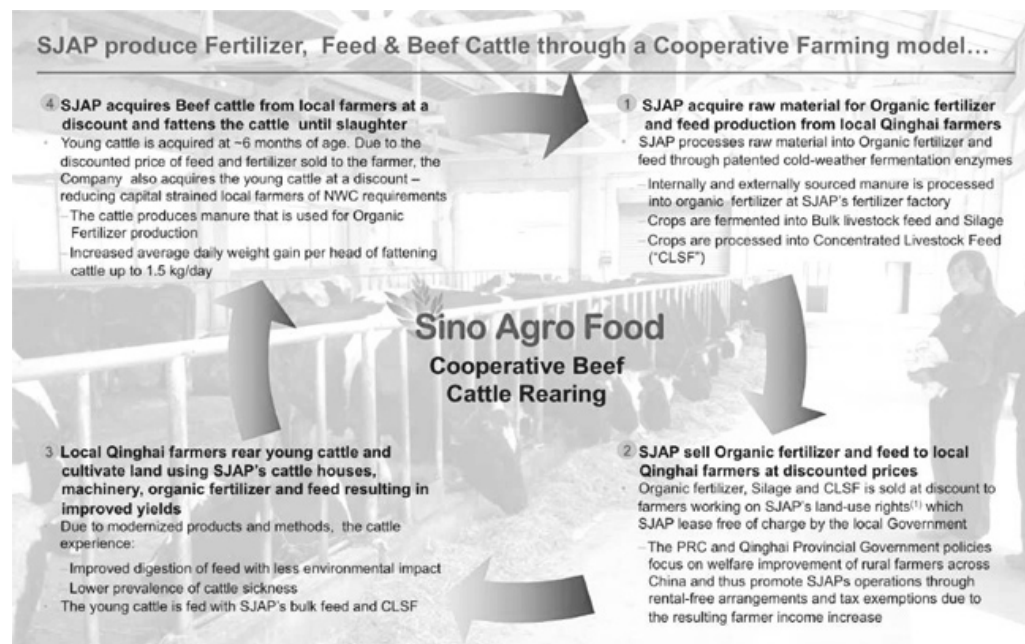 SJAP produce Fertilizer, Feed & Beef Cattle through a Cooperative Farming model…
4 SJAP acquires Beef cattle from local farmers at a
discount and fattens the cattle until slaughter
· Young cattle is acquired at ~6 months of age. Due to the
discounted price of feed and fertilizer sold to the farmer, the
Company also acquires the young cattle at a discount –
reducing capital strained local farmers of NWC requirements
–The cattle produces manure that is used for Organic
Fertilizer production
–Increased average daily weight gain per head of fattening
cattle up to 1.5 kg/day
1 SJAP acquire raw material for Organic fertilizer
and feed production from local Qinghai farmers
· SJAP processes raw material into Organic fertilizer and
feed through patented cold-weather fermentation enzymes
–Internally and externally sourced manure is processed
into organic fertilizer at SJAP's fertilizer factory
–Crops are fermented into Bulk livestock feed and Silage
–Crops are processed into Concentrated Livestock Feed
("CLSF")
Sino Agro Food
Cooperative Beef
Cattle Rearing
3 Local Qinghai farmers rear young cattle and
cultivate land using SJAP's cattle houses,
machinery, organic fertilizer and feed resulting in
improved yields
· Due to modernized products and methods, the cattle
experience:
–Improved digestion of feed with less environmental impact
–Lower prevalence of cattle sickness
· The young cattle is fed with SJAP's bulk feed and CLSF
2 SJAP sell Organic fertilizer and feed to local
Qinghai farmers at discounted prices
· Organic fertilizer, Silage and CLSF is sold at discount to
farmers working on SJAP's land-use rights(1) which
SJAP lease free of charge by the local Government
–The PRC and Qinghai Provincial Government policies
focus on welfare improvement of rural farmers across
China and thus promote SJAPs operations through
rental-free arrangements and tax exemptions due to
the resulting farmer income increase